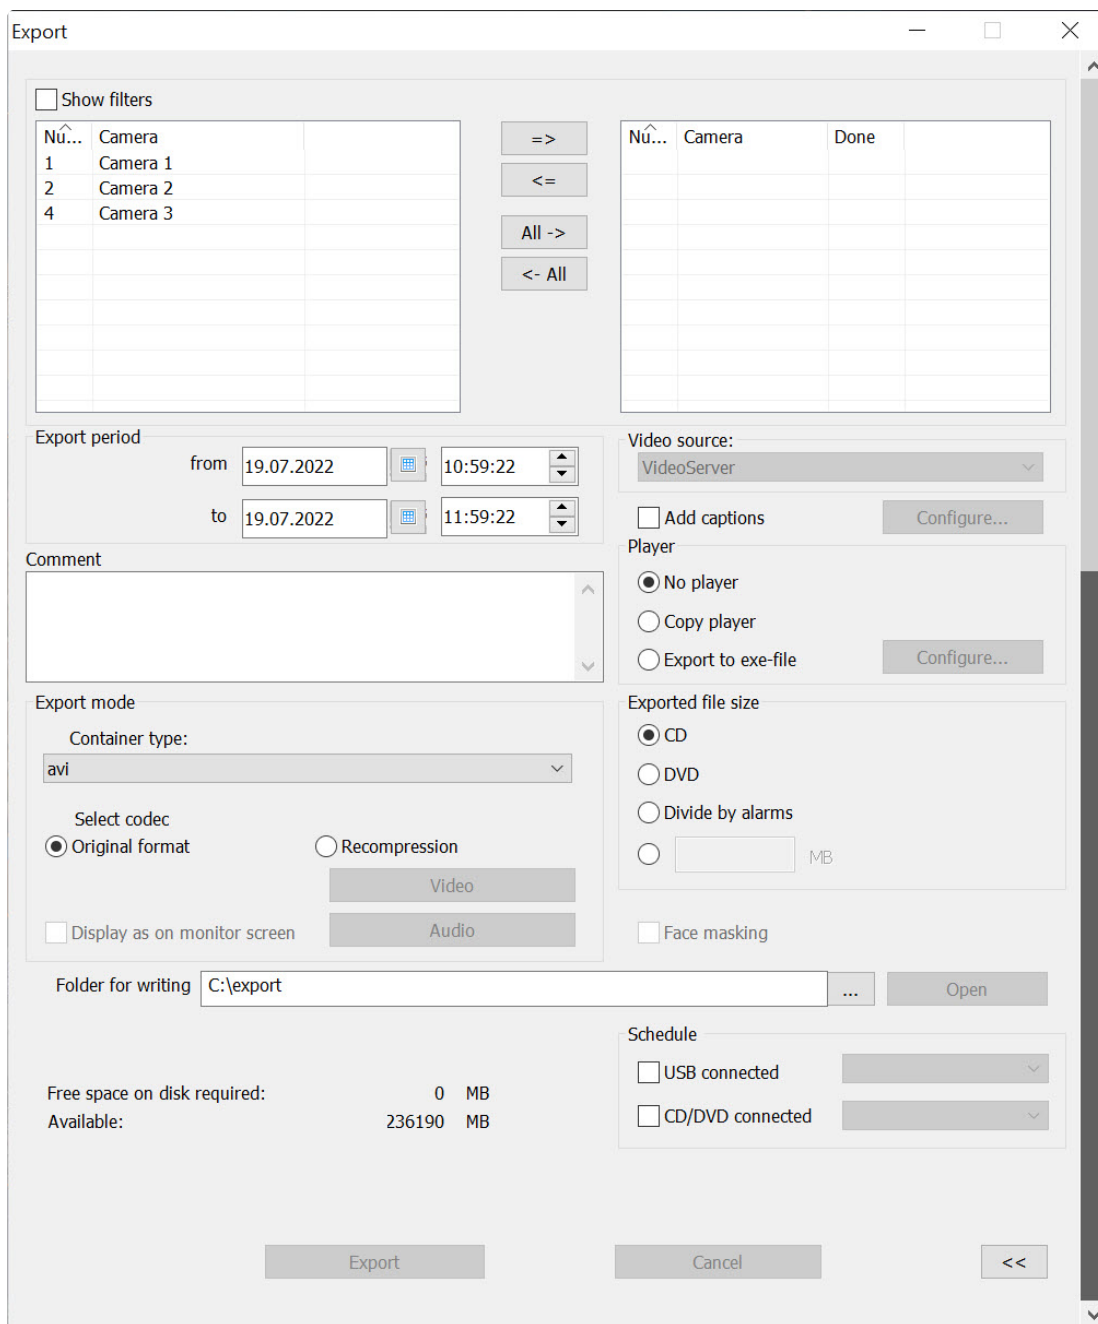 Export
Show filters
Nu... Camera
1 Camera 1
2 Camera 2
4 Camera 3
=>
<=
All ->
<- All
Nu... Camera Done
Export period
from 19.07.2022 10:59:22
to 19.07.2022 11:59:22
Video source:
VideoServer
Add captions Configure...
Comment
Player
No player
Copy player
Export to exe-file Configure...
Export mode
Container type:
avi
Select codec
Original format Recompression
Video
Display as on monitor screen Audio
Exported file size
CD
DVD
Divide by alarms
MB
Face masking
Folder for writing C:\export ... Open
Free space on disk required: 0 MB
Available: 236190 MB
Schedule
USB connected
CD/DVD connected
Export Cancel <<